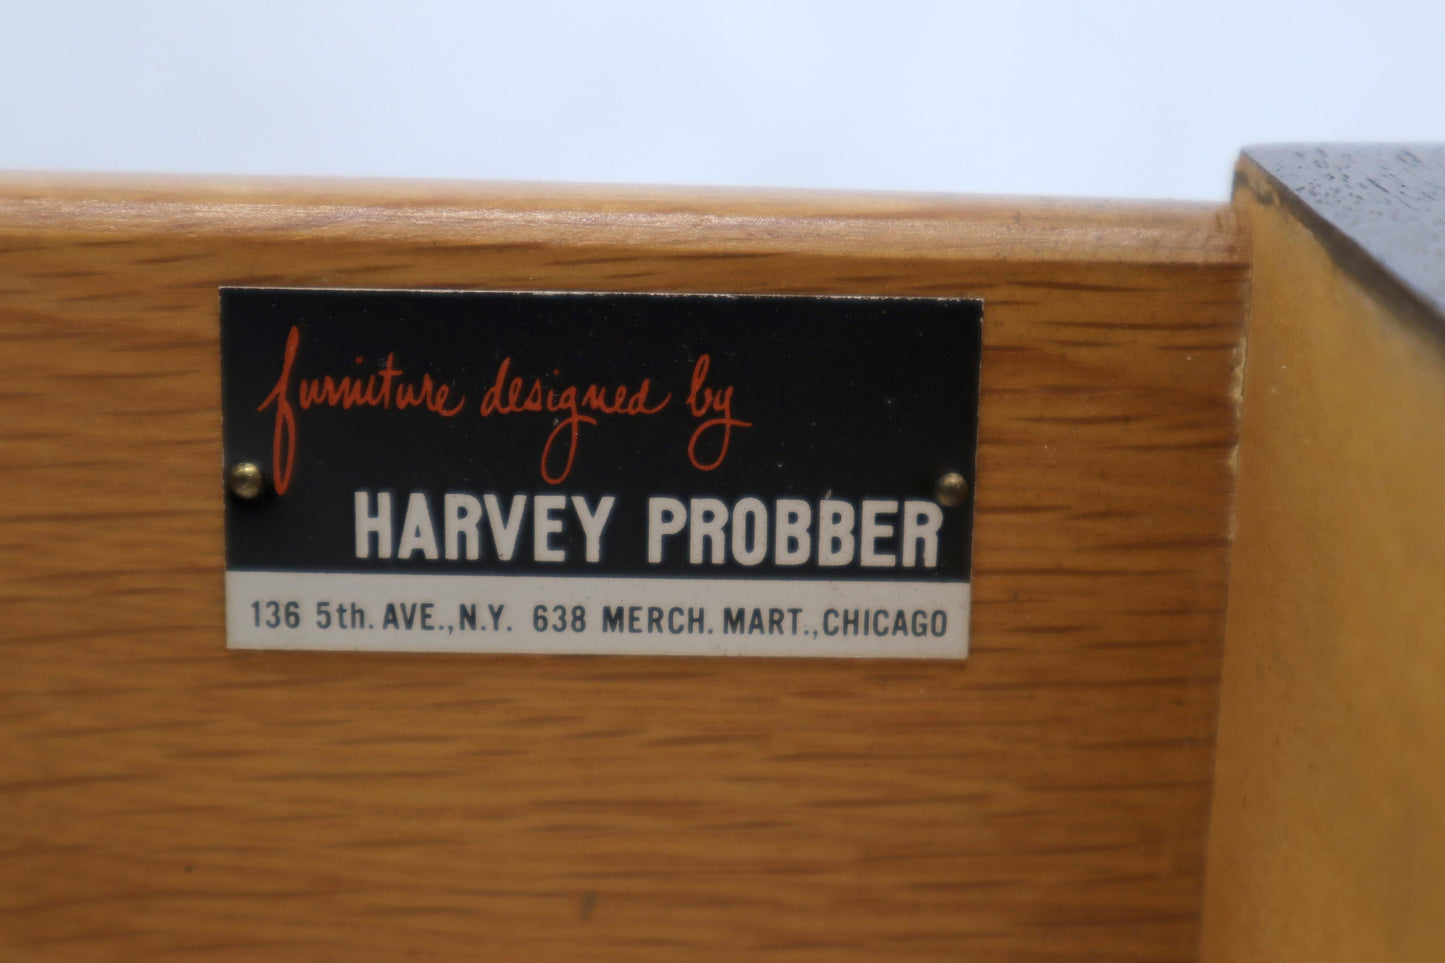 furniture designed by
HARVEY PROBBER
136 5th. AVE., N.Y. 638 MERCH. MART., CHICAGO